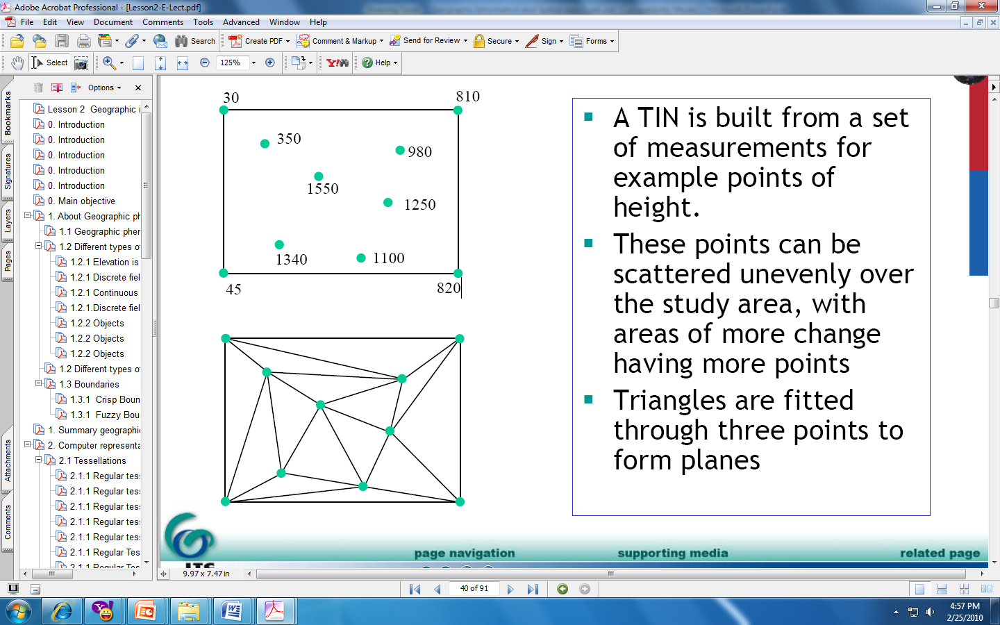 Adobe Acrobat Professional - [Lesson2-E-Lect.pdf]
File Edit View Document Comments Tools Advanced Window Help
Search Create PDF Comment & Markup Send for Review Secure Sign Forms
Select 125% Y! Help
Bookmarks
Signatures
Layers
Pages
Attachments
Comments
Options
Lesson 2 Geographic i
0. Introduction
0. Introduction
0. Introduction
0. Introduction
0. Introduction
0. Main objective
1. About Geographic ph
1.1 Geographic pher
1.2 Different types o
1.2.1 Elevation is
1.2.1 Discrete fiel
1.2.1 Continuous
1.2.1.Discrete fiel
1.2.2 Objects
1.2.2 Objects
1.2.2 Objects
1.2 Different types o
1.3 Boundaries
1.3.1 Crisp Boun
1.3.1 Fuzzy Bou
1. Summary geographi
2. Computer representa
2.1 Tessellations
2.1.1 Regular tess
2.1.1 Regular tess
2.1.1 Regular tess
2.1.1 Regular tess
2.1.1 Regular tess
2.1.1 Regular Tes
30
810
350
980
1550
1250
1340
1100
45
820
A TIN is built from a set
of measurements for
example points of
height.
These points can be
scattered unevenly over
the study area, with
areas of more change
having more points
Triangles are fitted
through three points to
form planes
page navigation supporting media related page
9.97 x 7.47 in
40 of 91
4:57 PM
2/25/2010